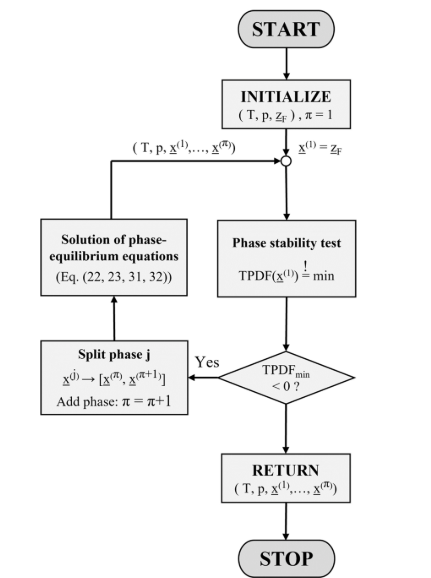 START
INITIALIZE
( T, p, z_F ) , π = 1
( T, p, x⁽¹⁾,…, x⁽π⁾)
x⁽¹⁾ = z_F
Solution of phase-
equilibrium equations
(Eq. (22, 23, 31, 32))
Phase stability test
!
TPDF(x⁽¹⁾) = min
Split phase j
x⁽ʲ⁾ → [x⁽π⁾, x⁽π⁺¹⁾]
Add phase: π = π+1
Yes
TPDF_min
< 0 ?
RETURN
( T, p, x⁽¹⁾,…, x⁽π⁾)
STOP